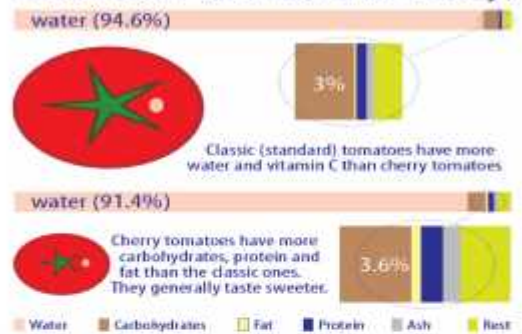 water (94.6%)
3%
Classic (standard) tomatoes have more
water and vitamin C than cherry tomatoes
water (91.4%)
Cherry tomatoes have more
carbohydrates, protein and
fat than the classic ones.
They generally taste sweeter.
3.6%
Water Carbohydrates Fat Protein Ash Rest